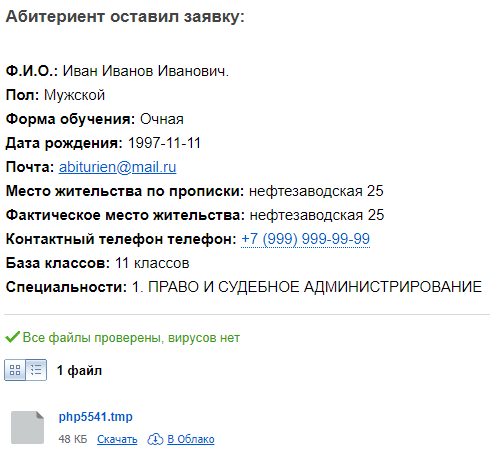 Абитериент оставил заявку:
Ф.И.О.: Иван Иванов Иванович.
Пол: Мужской
Форма обучения: Очная
Дата рождения: 1997-11-11
Почта: abiturien@mail.ru
Место жительства по прописки: нефтезаводская 25
Фактическое место жительства: нефтезаводская 25
Контактный телефон телефон: +7 (999) 999-99-99
База классов: 11 классов
Специальности: 1. ПРАВО И СУДЕБНОЕ АДМИНИСТРИРОВАНИЕ
Все файлы проверены, вирусов нет
1 файл
php5541.tmp
48 КБ Скачать В Облако